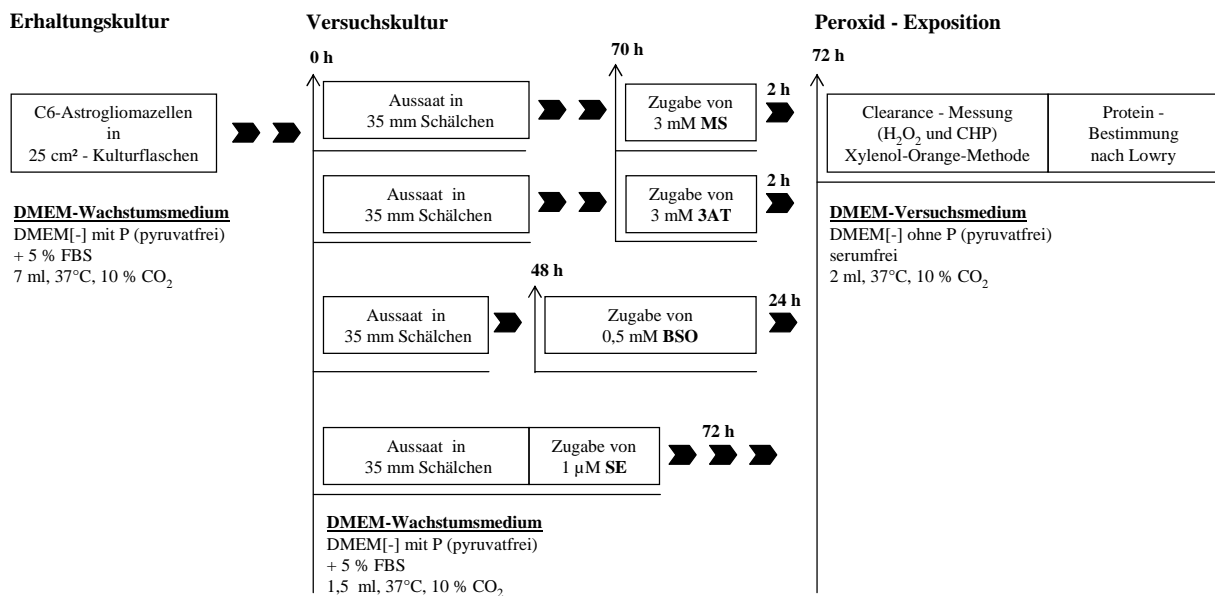 Erhaltungskultur
Versuchskultur
Peroxid - Exposition
0 h
70 h
72 h
C6-Astrogliomazellen
in
25 cm² - Kulturflaschen
Aussaat in
35 mm Schälchen
Zugabe von
3 mM MS
2 h
Clearance - Messung
(H₂O₂ und CHP)
Xylenol-Orange-Methode
Protein -
Bestimmung
nach Lowry
Aussaat in
35 mm Schälchen
Zugabe von
3 mM 3AT
2 h
DMEM-Wachstumsmedium
DMEM[-] mit P (pyruvatfrei)
+ 5 % FBS
7 ml, 37°C, 10 % CO₂
DMEM-Versuchsmedium
DMEM[-] ohne P (pyruvatfrei)
serumfrei
2 ml, 37°C, 10 % CO₂
48 h
Aussaat in
35 mm Schälchen
Zugabe von
0,5 mM BSO
24 h
Aussaat in
35 mm Schälchen
Zugabe von
1 µM SE
72 h
DMEM-Wachstumsmedium
DMEM[-] mit P (pyruvatfrei)
+ 5 % FBS
1,5 ml, 37°C, 10 % CO₂